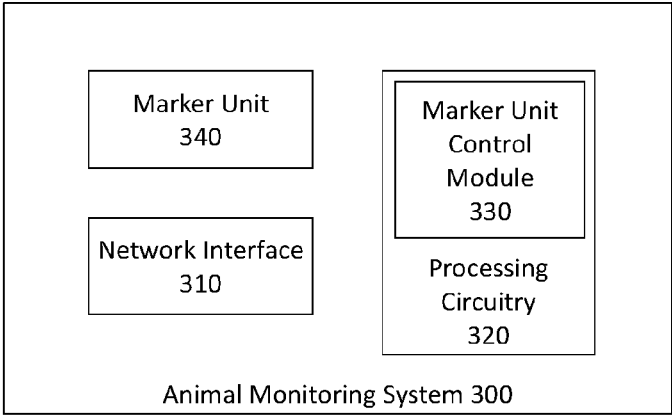 Marker Unit
340
Network Interface
310
Marker Unit
Control
Module
330
Processing
Circuitry
320
Animal Monitoring System 300